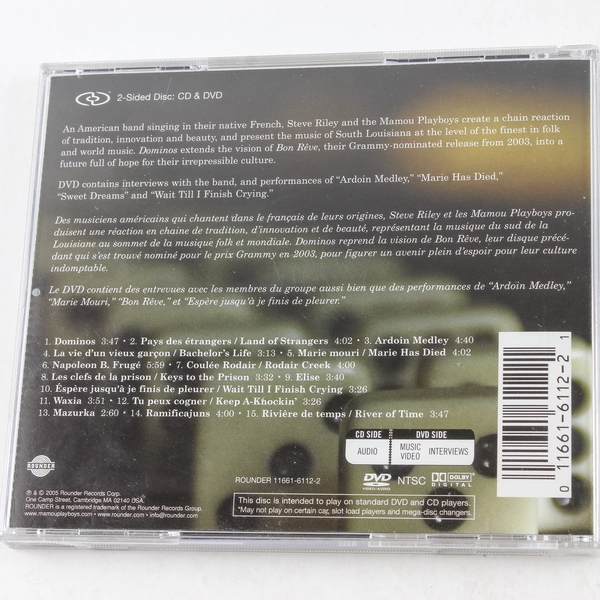 2-Sided Disc: CD & DVD
An American band singing in their native French, Steve Riley and the Mamou Playboys create a chain reaction
of tradition, innovation and beauty, and present the music of South Louisiana at the level of the finest in folk
and world music. Dominos extends the vision of Bon Rêve, their Grammy-nominated release from 2003, into a
future full of hope for their irrepressible culture.
DVD contains interviews with the band, and performances of "Ardoin Medley," "Marie Has Died,"
"Sweet Dreams" and "Wait Till I Finish Crying."
Des musiciens américains qui chantent dans le français de leurs origines, Steve Riley et les Mamou Playboys pro-
duisent une réaction en chaine de tradition, d'innovation et de beauté, représentant la musique du sud de la
Louisiane au sommet de la musique folk et mondiale. Dominos reprend la vision de Bon Rêve, leur disque précé-
dant qui s'est trouvé nominé pour le prix Grammy en 2003, pour figurer un avenir plein d'espoir pour leur culture
indomptable.
Le DVD contient des entrevues avec les membres du groupe aussi bien que des performances de "Ardoin Medley,"
"Marie Mouri," "Bon Rêve," et "Espère jusqu'à je finis de pleurer."
1. Dominos 3:47 • 2. Pays des étrangers / Land of Strangers 4:02 • 3. Ardoin Medley 4:40
4. La vie d'un vieux garçon / Bachelor's Life 3:13 • 5. Marie mouri / Marie Has Died 4:02
6. Napoleon B. Frugé 5:59 • 7. Coulée Rodair / Rodair Creek 4:00
8. Les clefs de la prison / Keys to the Prison 3:32 • 9. Elise 3:40
10. Éspère jusqu'à je finis de pleurer / Wait Till I Finish Crying 3:26
11. Waxia 3:51 • 12. Tu peux cogner / Keep A-Knockin' 3:26
13. Mazurka 2:60 • 14. Ramificajuns 4:00 • 15. Riviére de temps / River of Time 3:47
CD SIDE
DVD SIDE
AUDIO
MUSIC VIDEO
INTERVIEWS
ROUNDER
ROUNDER 11661-6112-2
DVD VIDEO/AUDIO
NTSC
DOLBY DIGITAL
0 11661-6112-2 1
℗ & © 2005 Rounder Records Corp.
One Camp Street, Cambridge MA 02140 USA.
ROUNDER is a registered trademark of the Rounder Records Group.
www.mamouplayboys.com • www.rounder.com • info@rounder.com
This disc is intended to play on standard DVD and CD players.
*May not play on certain car, slot load players and mega-disc changers.